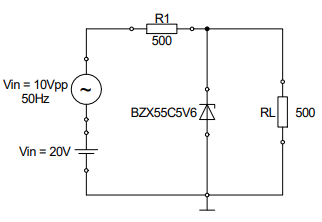 R1
500
Vin = 10Vpp
50Hz
BZX55C5V6
RL
500
Vin = 20V